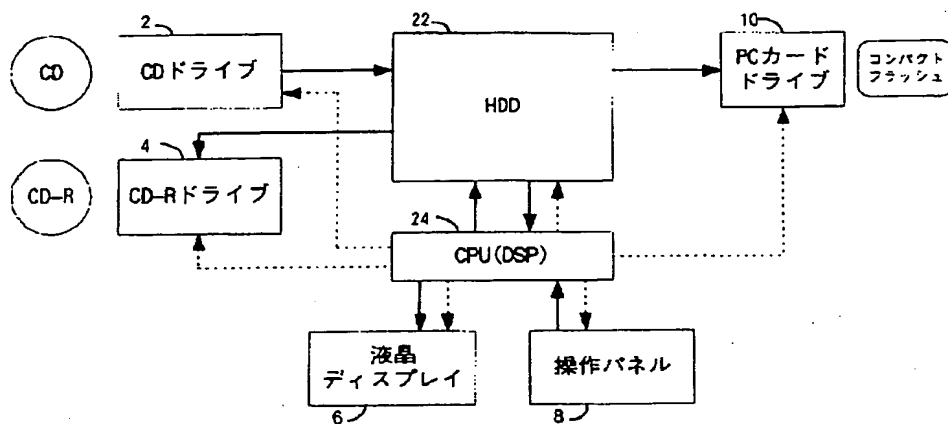 2
22
10
CD
CDドライブ
HDD
PCカード
ドライブ
コンパクト
フラッシュ
4
CD-R
CD-Rドライブ
24
CPU(DSP)
液晶
ディスプレイ
操作パネル
6
8